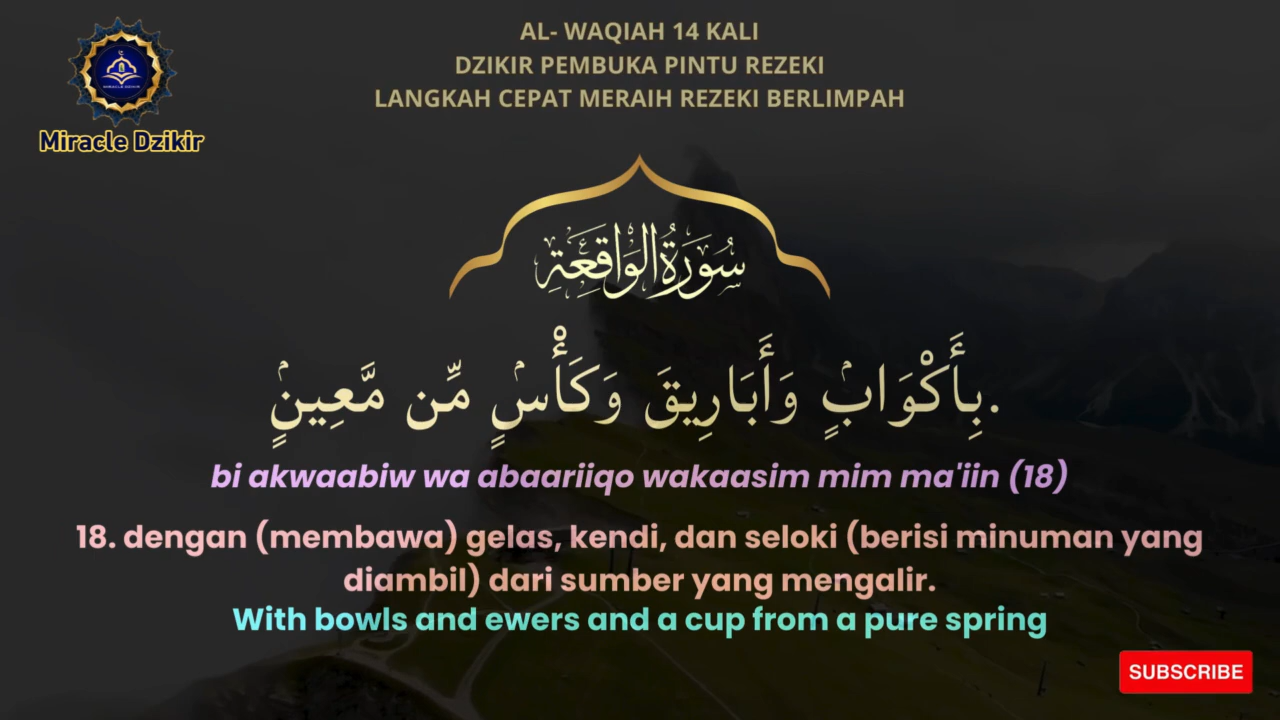 AL- WAQIAH 14 KALI
DZIKIR PEMBUKA PINTU REZEKI
LANGKAH CEPAT MERAIH REZEKI BERLIMPAH
Miracle Dzikir
سُورَةُ الْوَاقِعَةِ
بِأَكْوَابٍۢ وَأَبَارِيقَ وَكَأْسٍۢ مِّن مَّعِينٍۢ.
bi akwaabiw wa abaariiqo wakaasim mim ma'iin (18)
18. dengan (membawa) gelas, kendi, dan seloki (berisi minuman yang
diambil) dari sumber yang mengalir.
With bowls and ewers and a cup from a pure spring
SUBSCRIBE